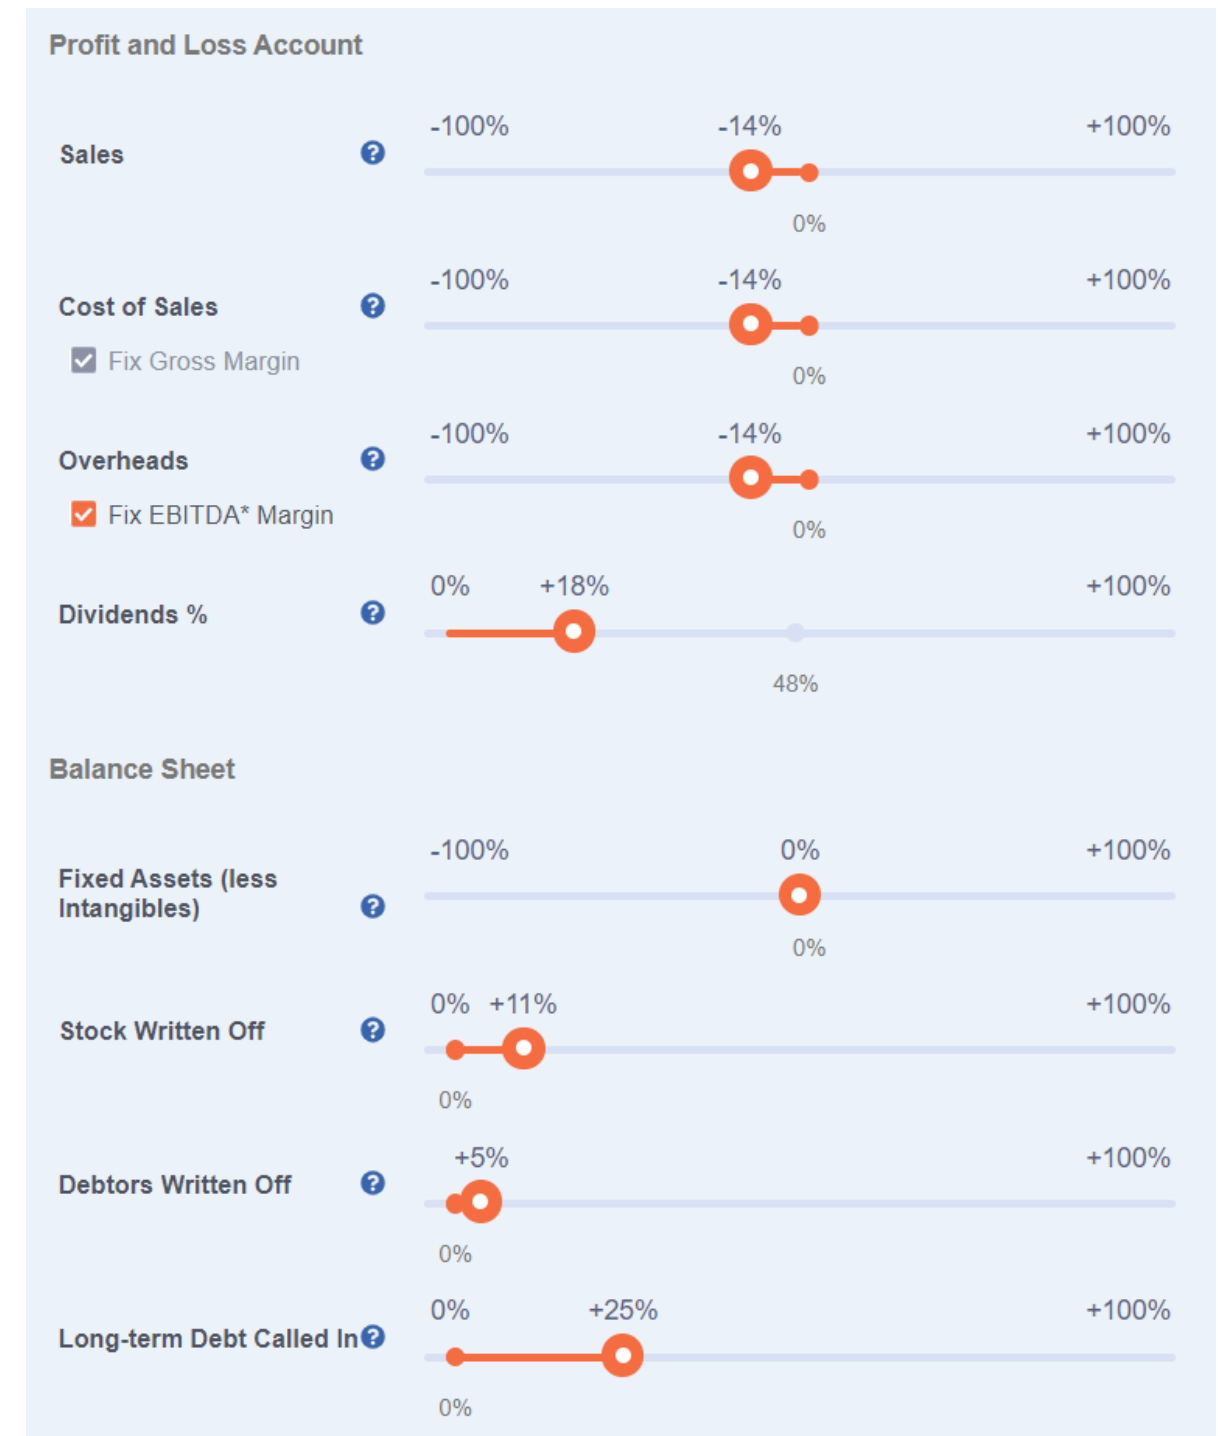 Profit and Loss Account
-100% -14% +100%
Sales ?
0%
-100% -14% +100%
Cost of Sales ?
Fix Gross Margin
0%
-100% -14% +100%
Overheads ?
Fix EBITDA* Margin
0%
0% +18% +100%
Dividends % ?
48%
Balance Sheet
-100% 0% +100%
Fixed Assets (less
Intangibles) ?
0%
0% +11% +100%
Stock Written Off ?
0%
+5% +100%
Debtors Written Off ?
0%
0% +25% +100%
Long-term Debt Called In ?
0%